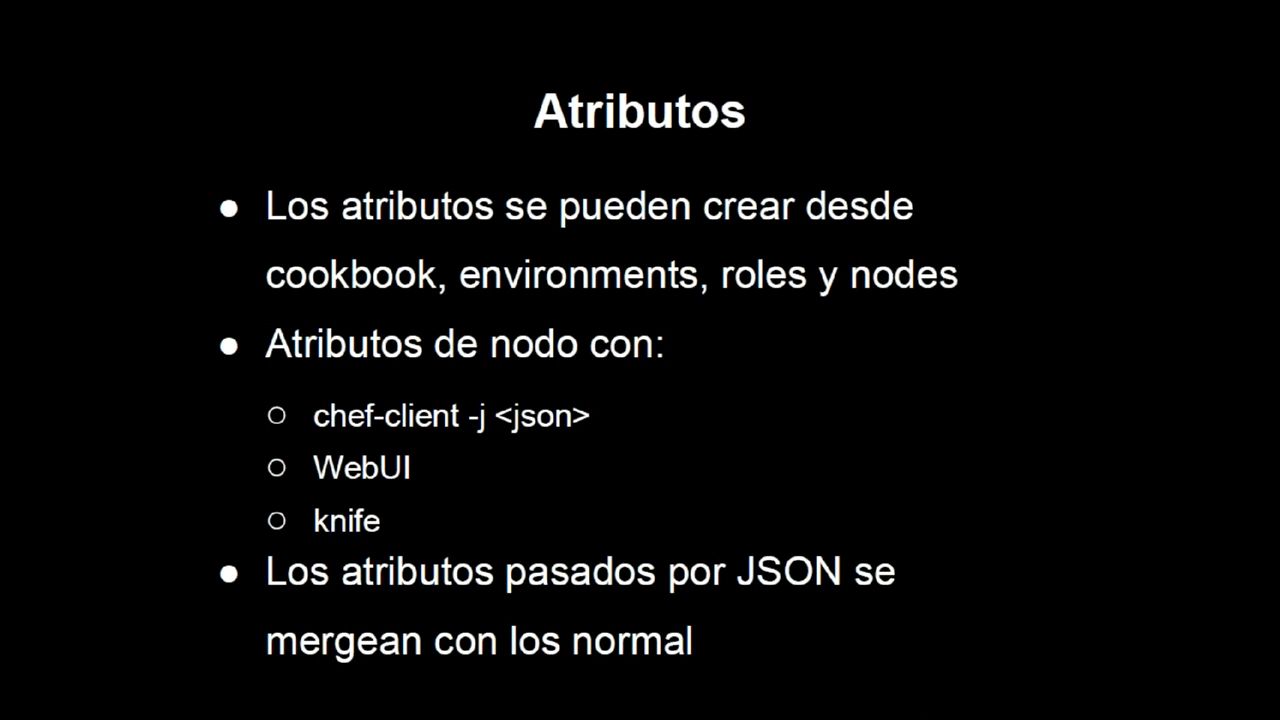 Atributos
● Los atributos se pueden crear desde
cookbook, environments, roles y nodes
● Atributos de nodo con:
○ chef-client -j <json>
○ WebUI
○ knife
● Los atributos pasados por JSON se
mergean con los normal